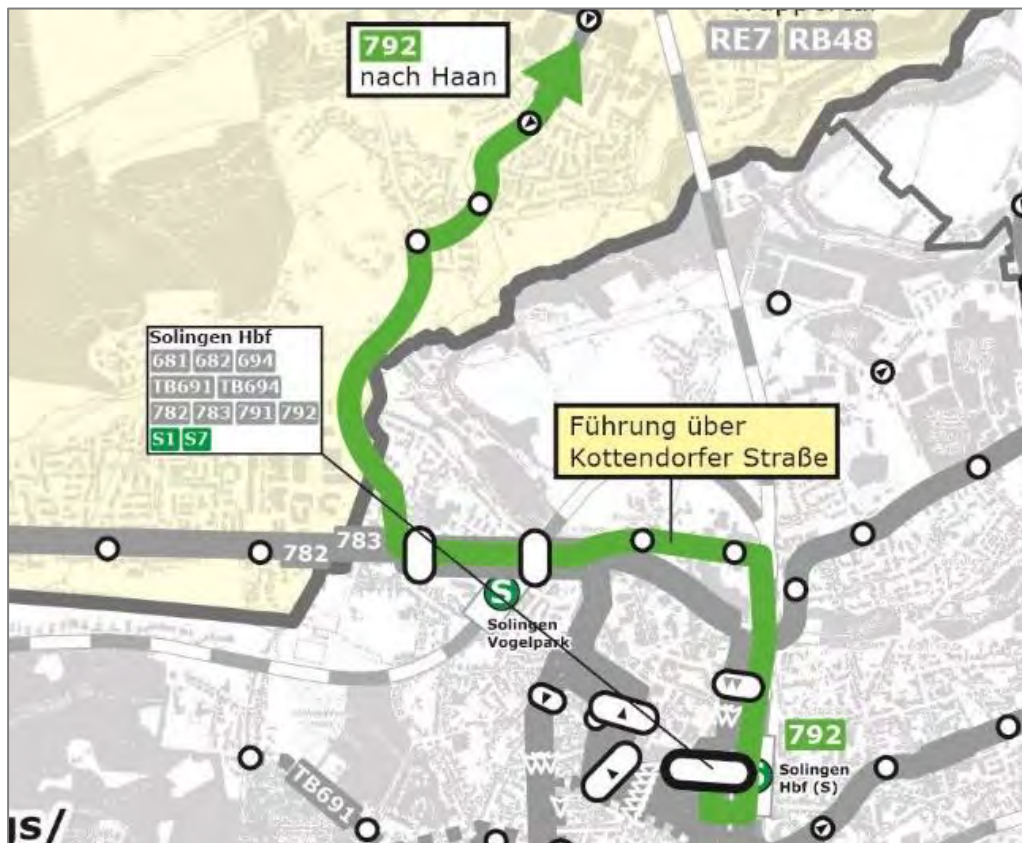 792
nach Haan
RE7 RB48
Solingen Hbf
681 682 694
TB691 TB694
782 783 791 792
S1 S7
Führung über
Kottendorfer Straße
782
783
S
Solingen
Vogelpark
792
Solingen
Hbf (S)
TB691
gs/